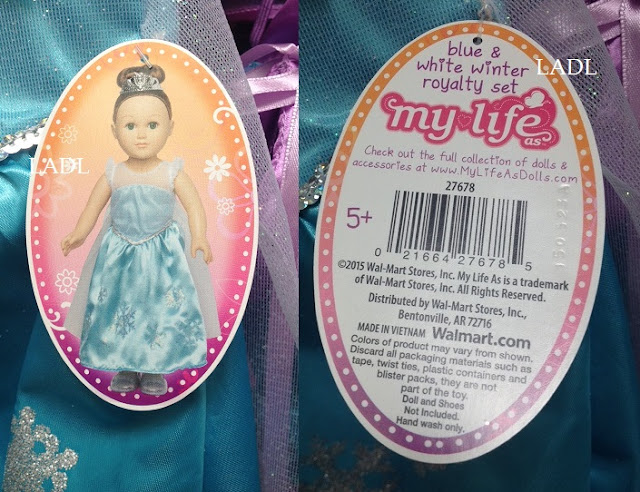 LADL
blue &
white winter
royalty set
LADL
my life
as
Check out the full collection of dolls &
accessories at www.MyLifeAsDolls.com.
27678
5+
0 21664 27678 5
©2015 Wal-Mart Stores, Inc. My Life As is a trademark
of Wal-Mart Stores, Inc. All Rights Reserved.
Distributed by Wal-Mart Stores, Inc.,
Bentonville, AR 72716
MADE IN VIETNAM Walmart.com
Colors of product may vary from shown.
Discard all packaging materials such as
tape, twist ties, plastic containers and
blister packs, they are not
part of the toy.
Doll and Shoes
Not Included.
Hand wash only.